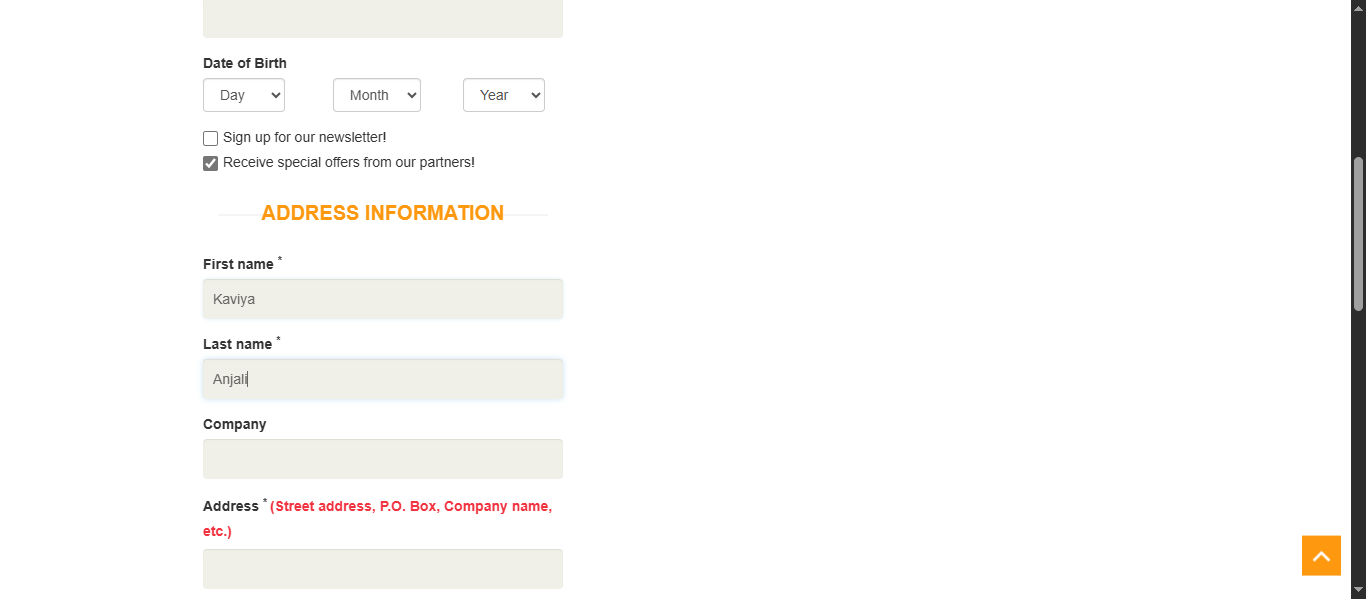 Date of Birth
Day Month Year
Sign up for our newsletter!
Receive special offers from our partners!
ADDRESS INFORMATION
First name *
Kaviya
Last name *
Anjali
Company
Address * (Street address, P.O. Box, Company name,
etc.)